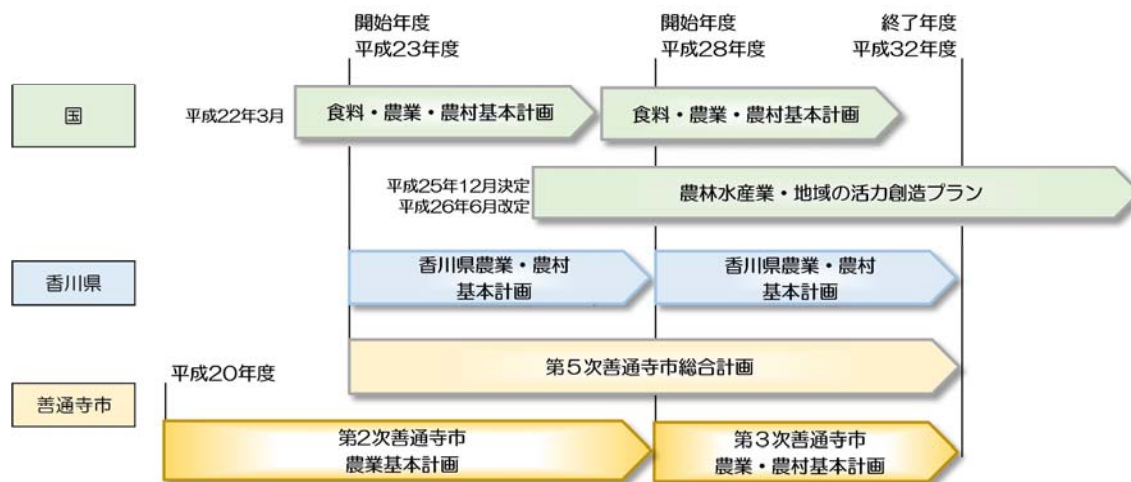 開始年度
平成23年度
開始年度
平成28年度
終了年度
平成32年度
国
平成22年3月
食料・農業・農村基本計画
食料・農業・農村基本計画
平成25年12月決定
平成26年6月改定
農林水産業・地域の活力創造プラン
香川県
香川県農業・農村
基本計画
香川県農業・農村
基本計画
善通寺市
第5次善通寺市総合計画
平成20年度
第2次善通寺市
農業基本計画
第3次善通寺市
農業・農村基本計画